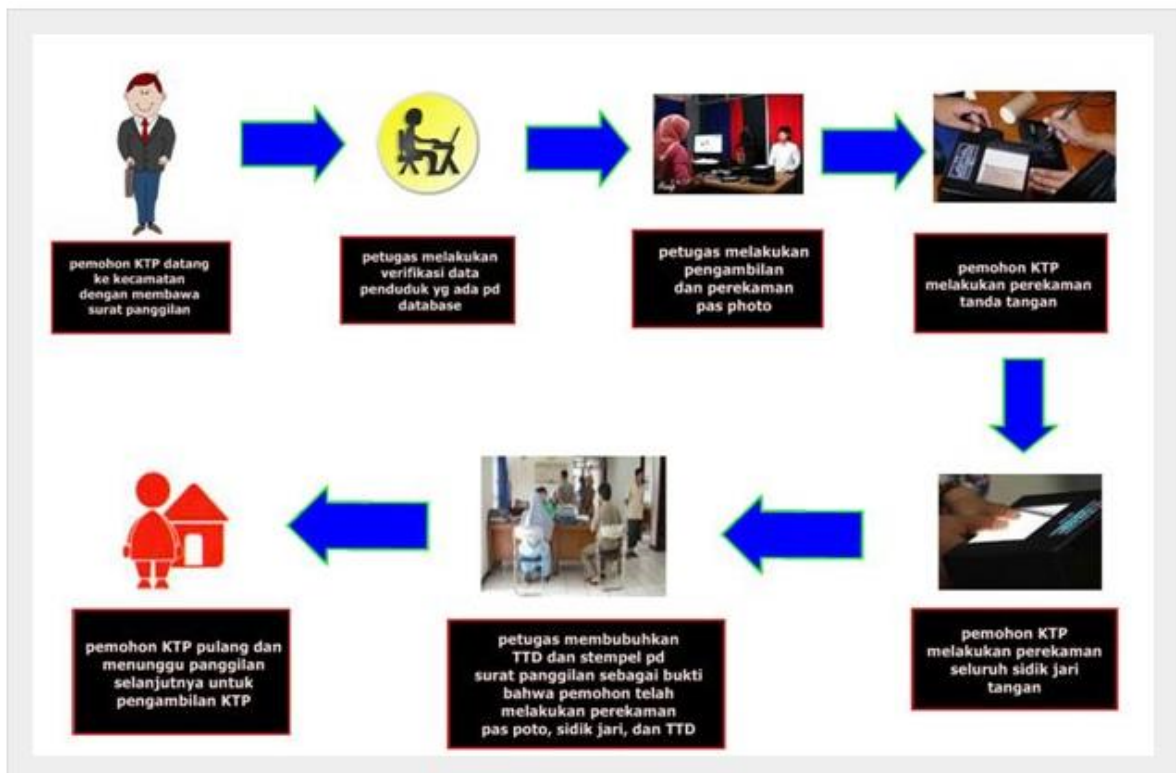 pemohon KTP datang
ke kecamatan
dengan membawa
surat panggilan
petugas melakukan
verifikasi data
penduduk yg ada pd
database
petugas melakukan
pengambilan
dan perekaman
pas photo
pemohon KTP
melakukan perekaman
tanda tangan
pemohon KTP
melakukan perekaman
seluruh sidik jari
tangan
petugas membubuhkan
TTD dan stempel pd
surat panggilan sebagai bukti
bahwa pemohon telah
melakukan perekaman
pas poto, sidik jari, dan TTD
pemohon KTP pulang dan
menunggu panggilan
selanjutnya untuk
pengambilan KTP